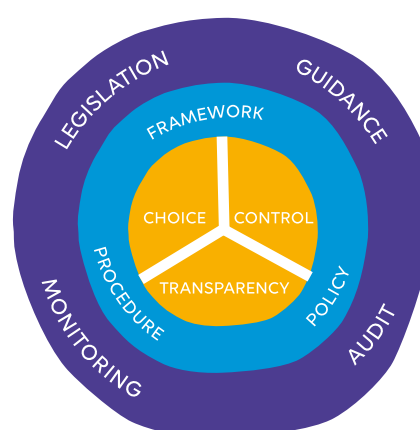 LEGISLATION
GUIDANCE
FRAMEWORK
CHOICE
CONTROL
TRANSPARENCY
PROCEDURE
POLICY
MONITORING
AUDIT